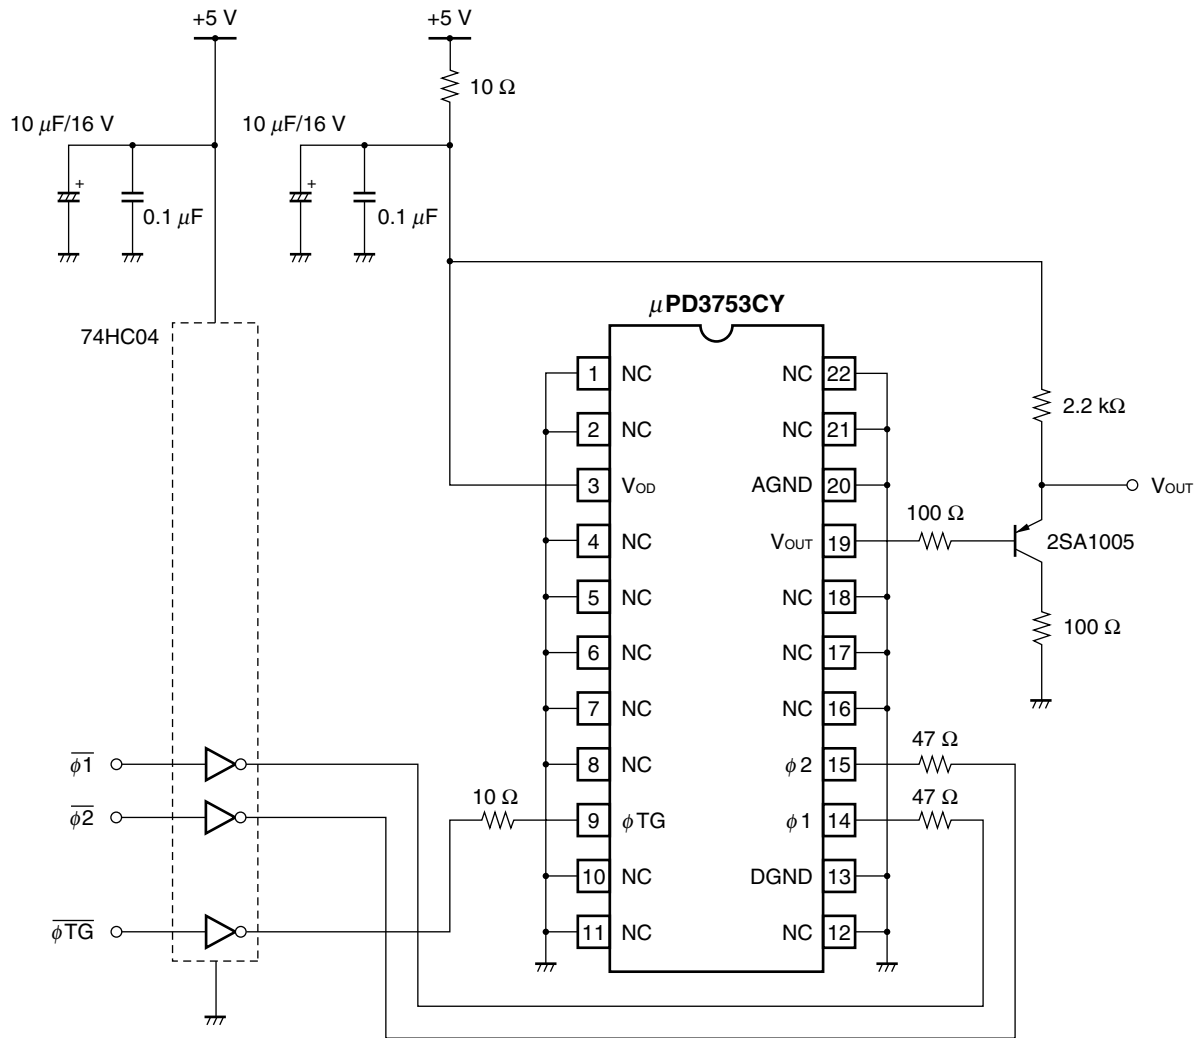 +5 V
+5 V
10 Ω
10 μF/16 V
10 μF/16 V
0.1 μF
0.1 μF
μPD3753CY
74HC04
1 NC
NC 22
2.2 kΩ
2 NC
NC 21
3 VOD
AGND 20
VOUT
100 Ω
4 NC
VOUT 19
2SA1005
5 NC
NC 18
100 Ω
6 NC
NC 17
7 NC
NC 16
47 Ω
φ1
8 NC
φ2 15
10 Ω
47 Ω
φ2
9 φTG
φ1 14
10 NC
DGND 13
φTG
11 NC
NC 12